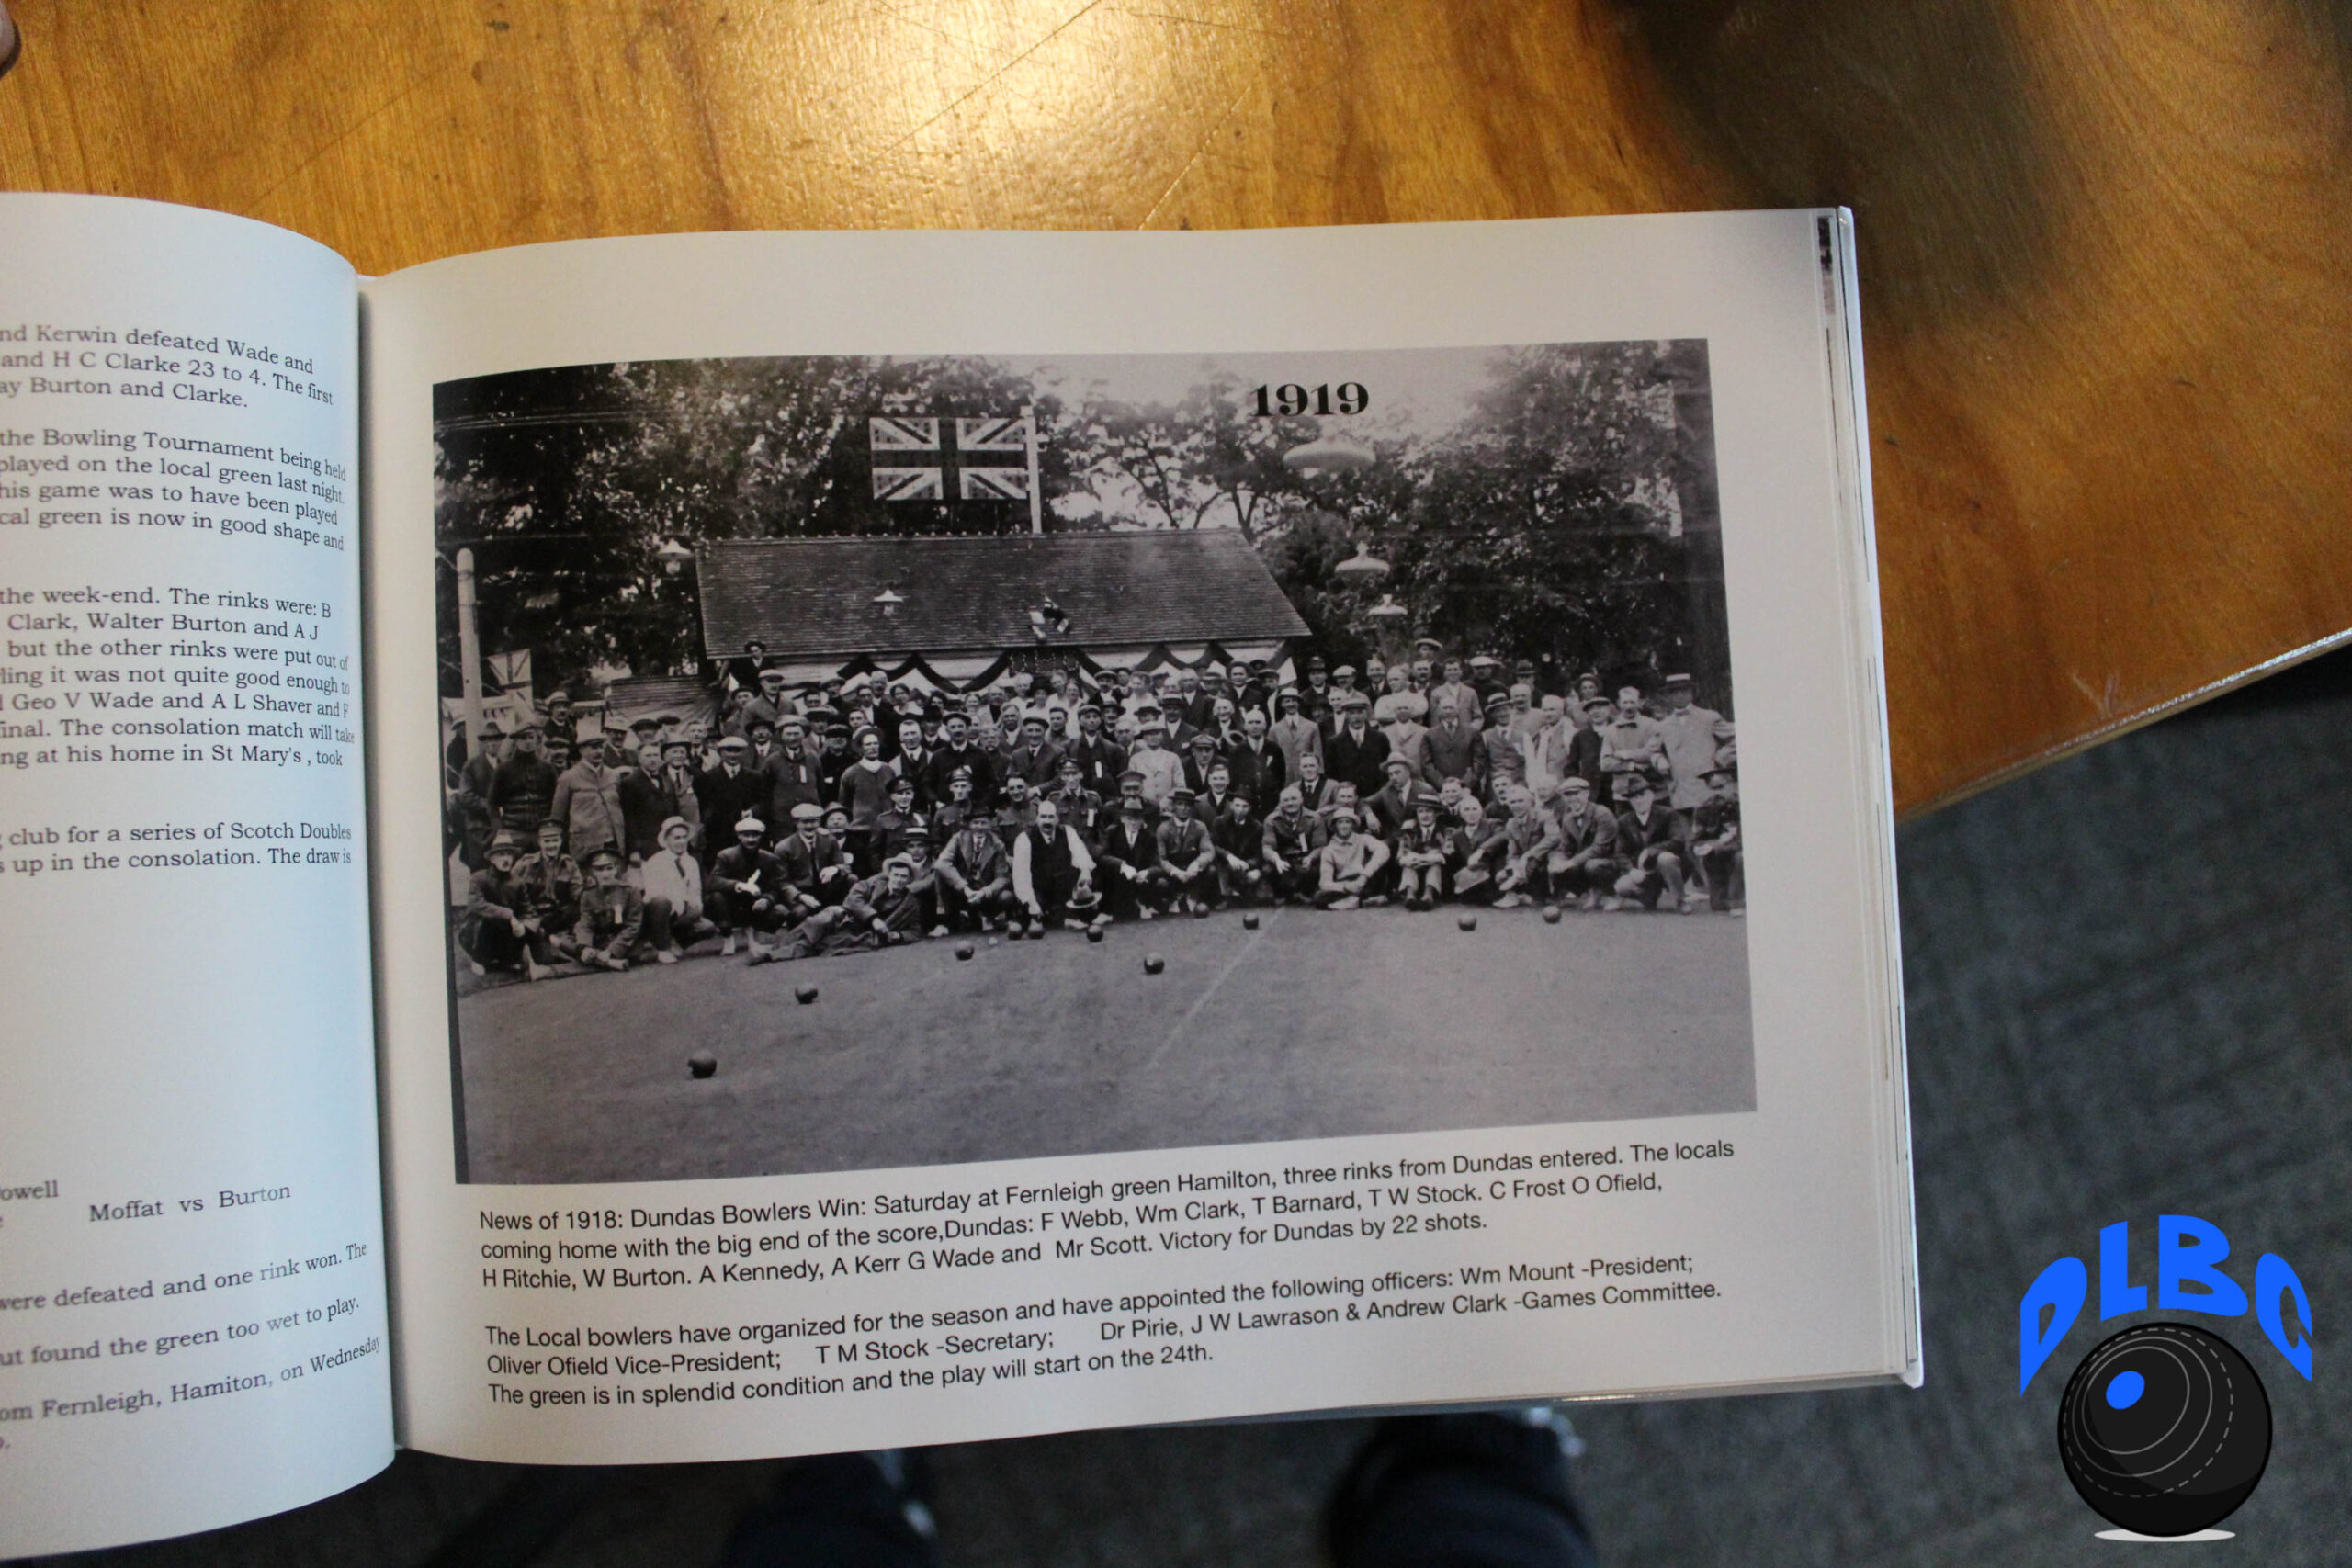 nd Kerwin defeated Wade and
and H C Clarke 23 to 4. The first
ay Burton and Clarke.
the Bowling Tournament being held
played on the local green last night.
his game was to have been played
cal green is now in good shape and
the week-end. The rinks were: B
Clark, Walter Burton and A J
but the other rinks were put out of
ling it was not quite good enough to
Geo V Wade and A L Shaver and F
inal. The consolation match will take
ng at his home in St Mary's , took
club for a series of Scotch Doubles
s up in the consolation. The draw is
owell
Moffat vs Burton
were defeated and one rink won. The
ut found the green too wet to play.
om Fernleigh, Hamiton, on Wednesday
1919
News of 1918: Dundas Bowlers Win: Saturday at Fernleigh green Hamilton, three rinks from Dundas entered. The locals
coming home with the big end of the score,Dundas: F Webb, Wm Clark, T Barnard, T W Stock. C Frost O Ofield,
H Ritchie, W Burton. A Kennedy, A Kerr G Wade and Mr Scott. Victory for Dundas by 22 shots.
The Local bowlers have organized for the season and have appointed the following officers: Wm Mount -President;
Oliver Ofield Vice-President; T M Stock -Secretary; Dr Pirie, J W Lawrason & Andrew Clark -Games Committee.
The green is in splendid condition and the play will start on the 24th.
DLBC